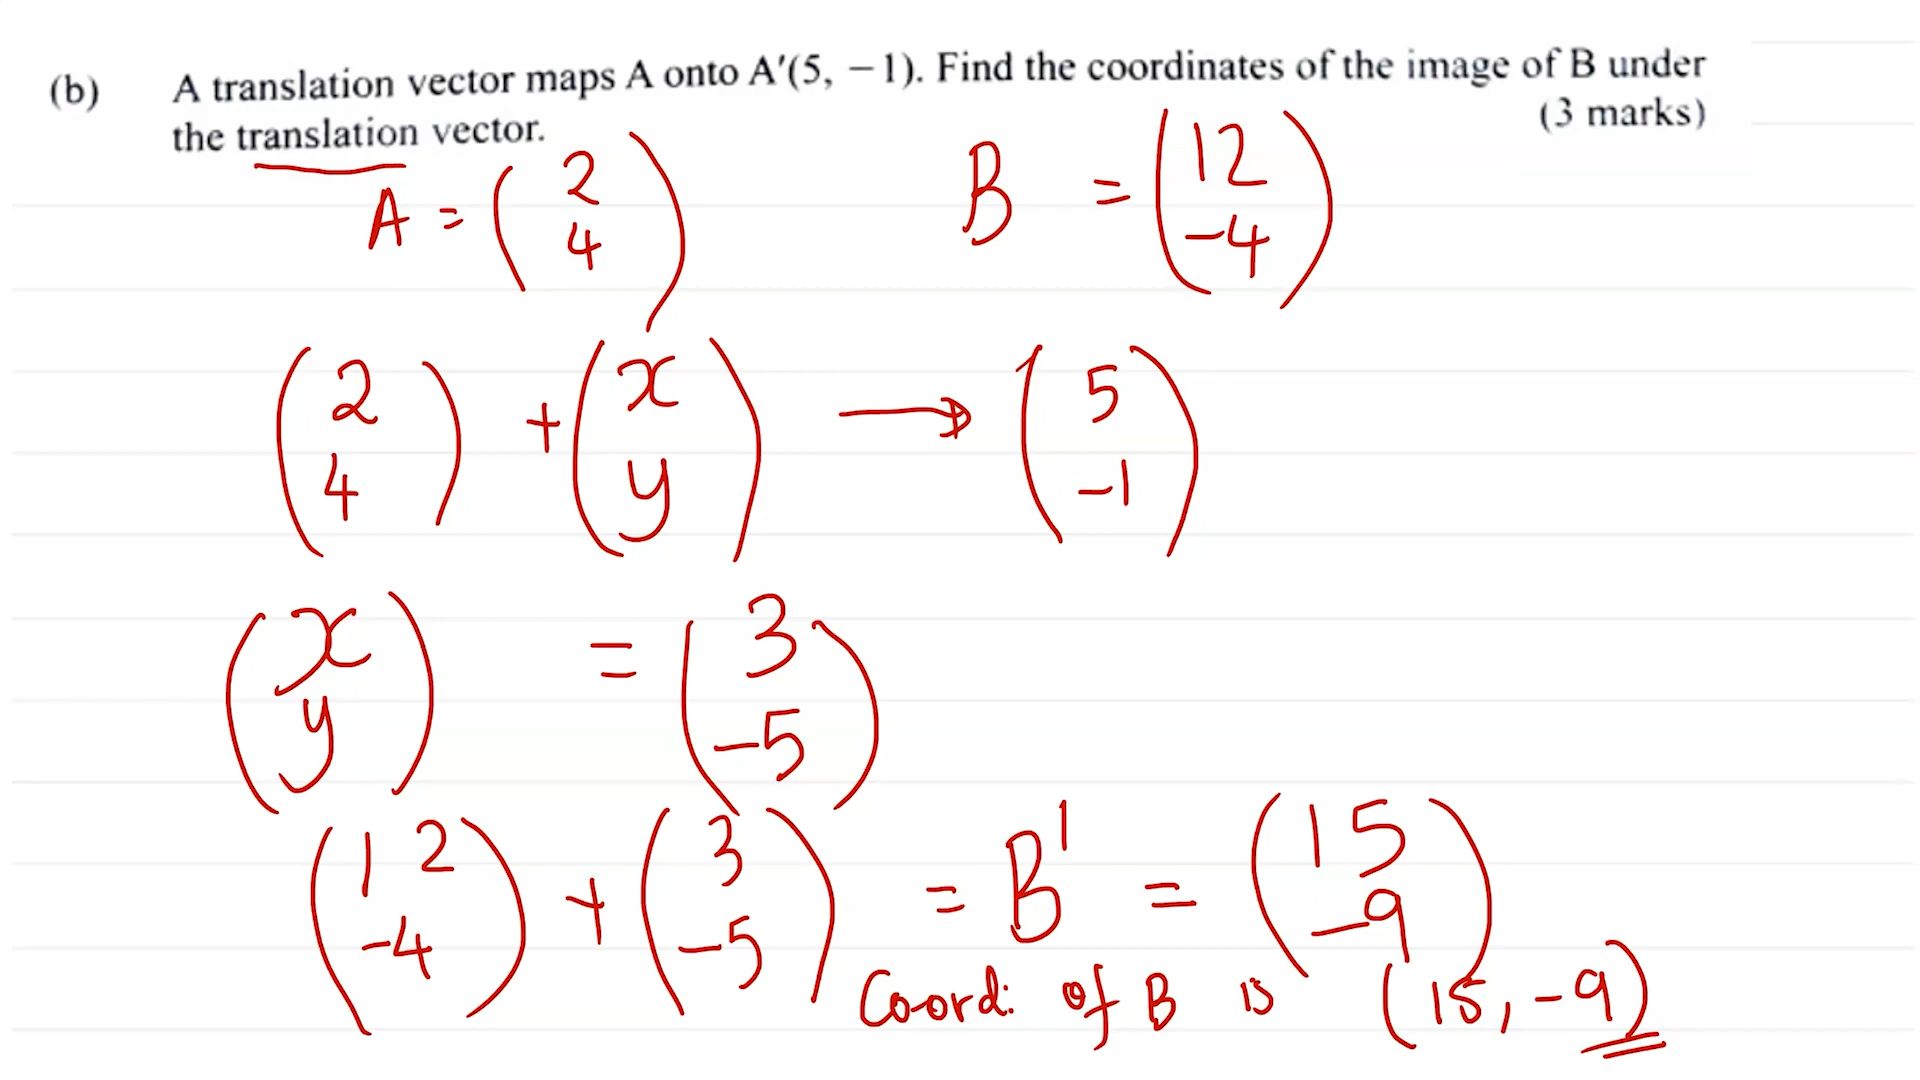 (b) A translation vector maps A onto A′(5, −1). Find the coordinates of the image of B under
the translation vector. (3 marks)
A = (2 4) B = (12 -4)
(2 4) + (x y) → (5 -1)
(x y) = (3 -5)
(12 -4) + (3 -5) = B' = (15 -9)
Coord: of B is (15, -9)